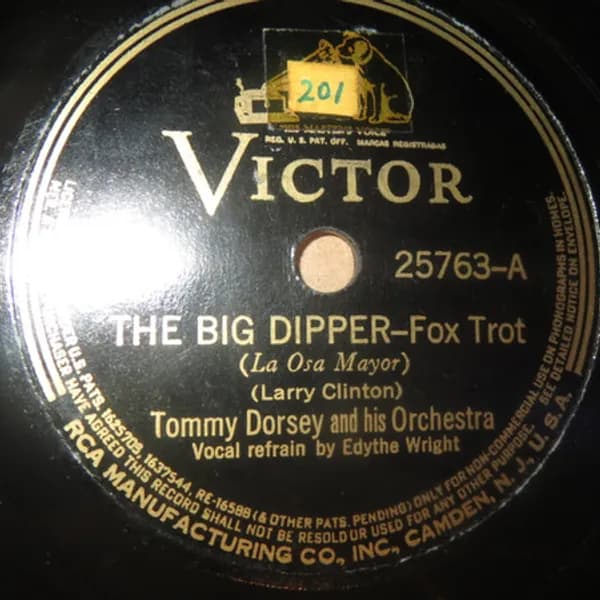 201
"HIS MASTER'S VOICE"
REG. U. S. PAT. OFF. MARCAS REGISTRADAS
VICTOR
25763-A
THE BIG DIPPER-Fox Trot
(La Osa Mayor)
(Larry Clinton)
Tommy Dorsey and his Orchestra
Vocal refrain by Edythe Wright
U.S. PATS. 1625705, 1637544, RE-16588 (& OTHER PATS. PENDING) ONLY FOR NON-COMMERCIAL USE ON PHONOGRAPHS IN HOMES.
HAVE AGREED THIS RECORD SHALL NOT BE RESOLD OR USED FOR ANY OTHER PURPOSE. SEE DETAILED NOTICE ON ENVELOPE.
RCA MANUFACTURING CO., INC., CAMDEN, N. J., U. S. A.